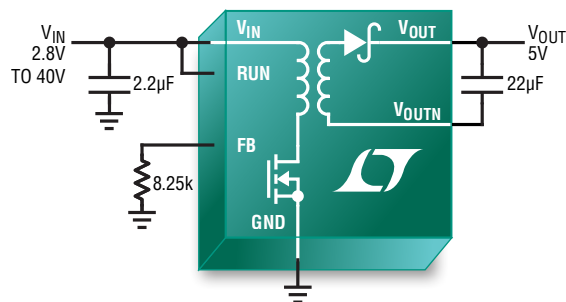 VIN
2.8V
TO 40V
2.2µF
VIN
RUN
FB
8.25k
GND
VOUT
VOUTN
VOUT
5V
22µF